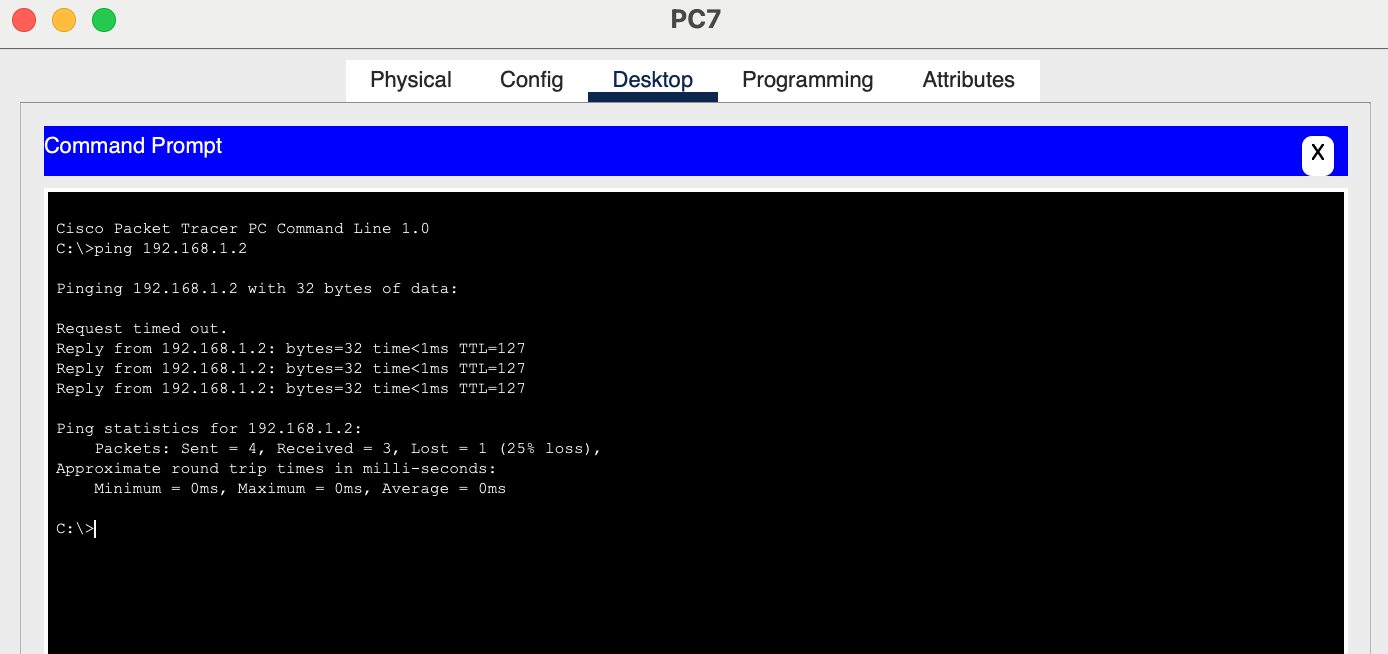 PC7
Physical Config Desktop Programming Attributes
Command Prompt
X
Cisco Packet Tracer PC Command Line 1.0
C:\>ping 192.168.1.2
Pinging 192.168.1.2 with 32 bytes of data:
Request timed out.
Reply from 192.168.1.2: bytes=32 time<1ms TTL=127
Reply from 192.168.1.2: bytes=32 time<1ms TTL=127
Reply from 192.168.1.2: bytes=32 time<1ms TTL=127
Ping statistics for 192.168.1.2:
    Packets: Sent = 4, Received = 3, Lost = 1 (25% loss),
Approximate round trip times in milli-seconds:
    Minimum = 0ms, Maximum = 0ms, Average = 0ms
C:\>